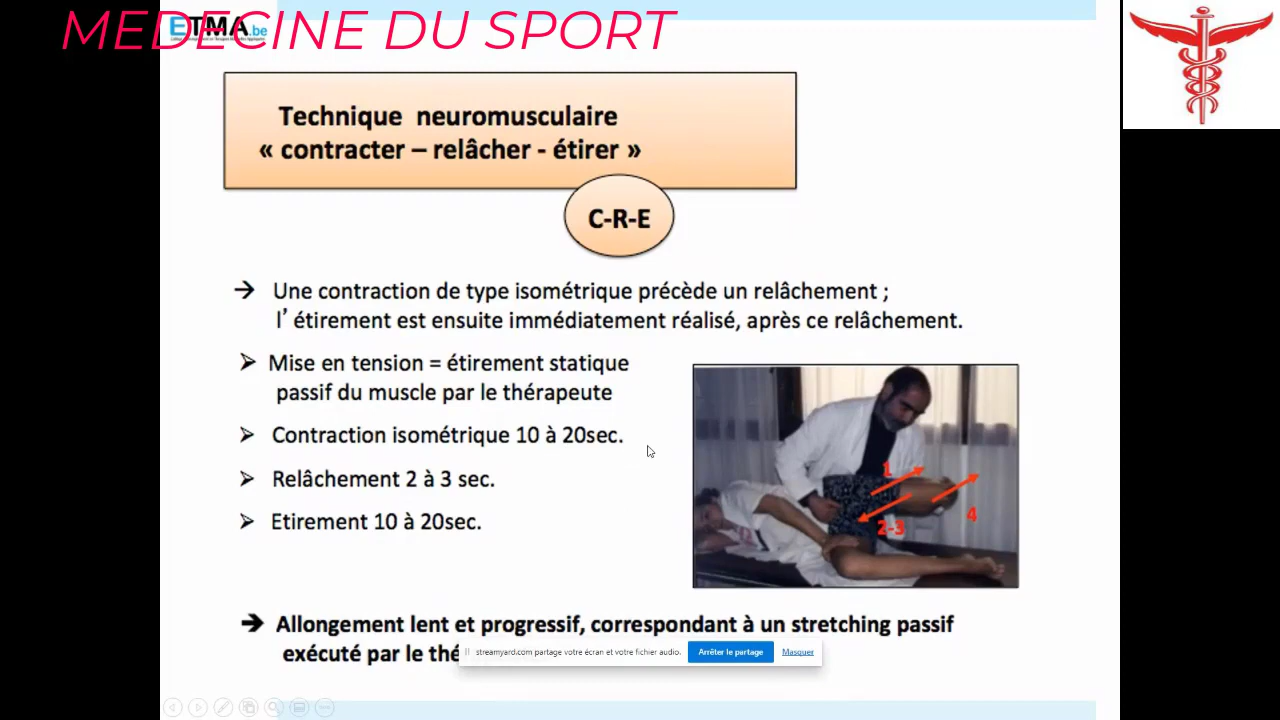 MEDECINE DU SPORT
ETMA.be
Technique neuromusculaire
« contracter – relâcher - étirer »
C-R-E
→ Une contraction de type isométrique précède un relâchement ;
l’ étirement est ensuite immédiatement réalisé, après ce relâchement.
➢ Mise en tension = étirement statique
passif du muscle par le thérapeute
➢ Contraction isométrique 10 à 20sec.
➢ Relâchement 2 à 3 sec.
➢ Etirement 10 à 20sec.
1
2-3
4
➔ Allongement lent et progressif, correspondant à un stretching passif
exécuté par le thé
streamyard.com partage votre écran et votre fichier audio. Arrêter le partage Masquer